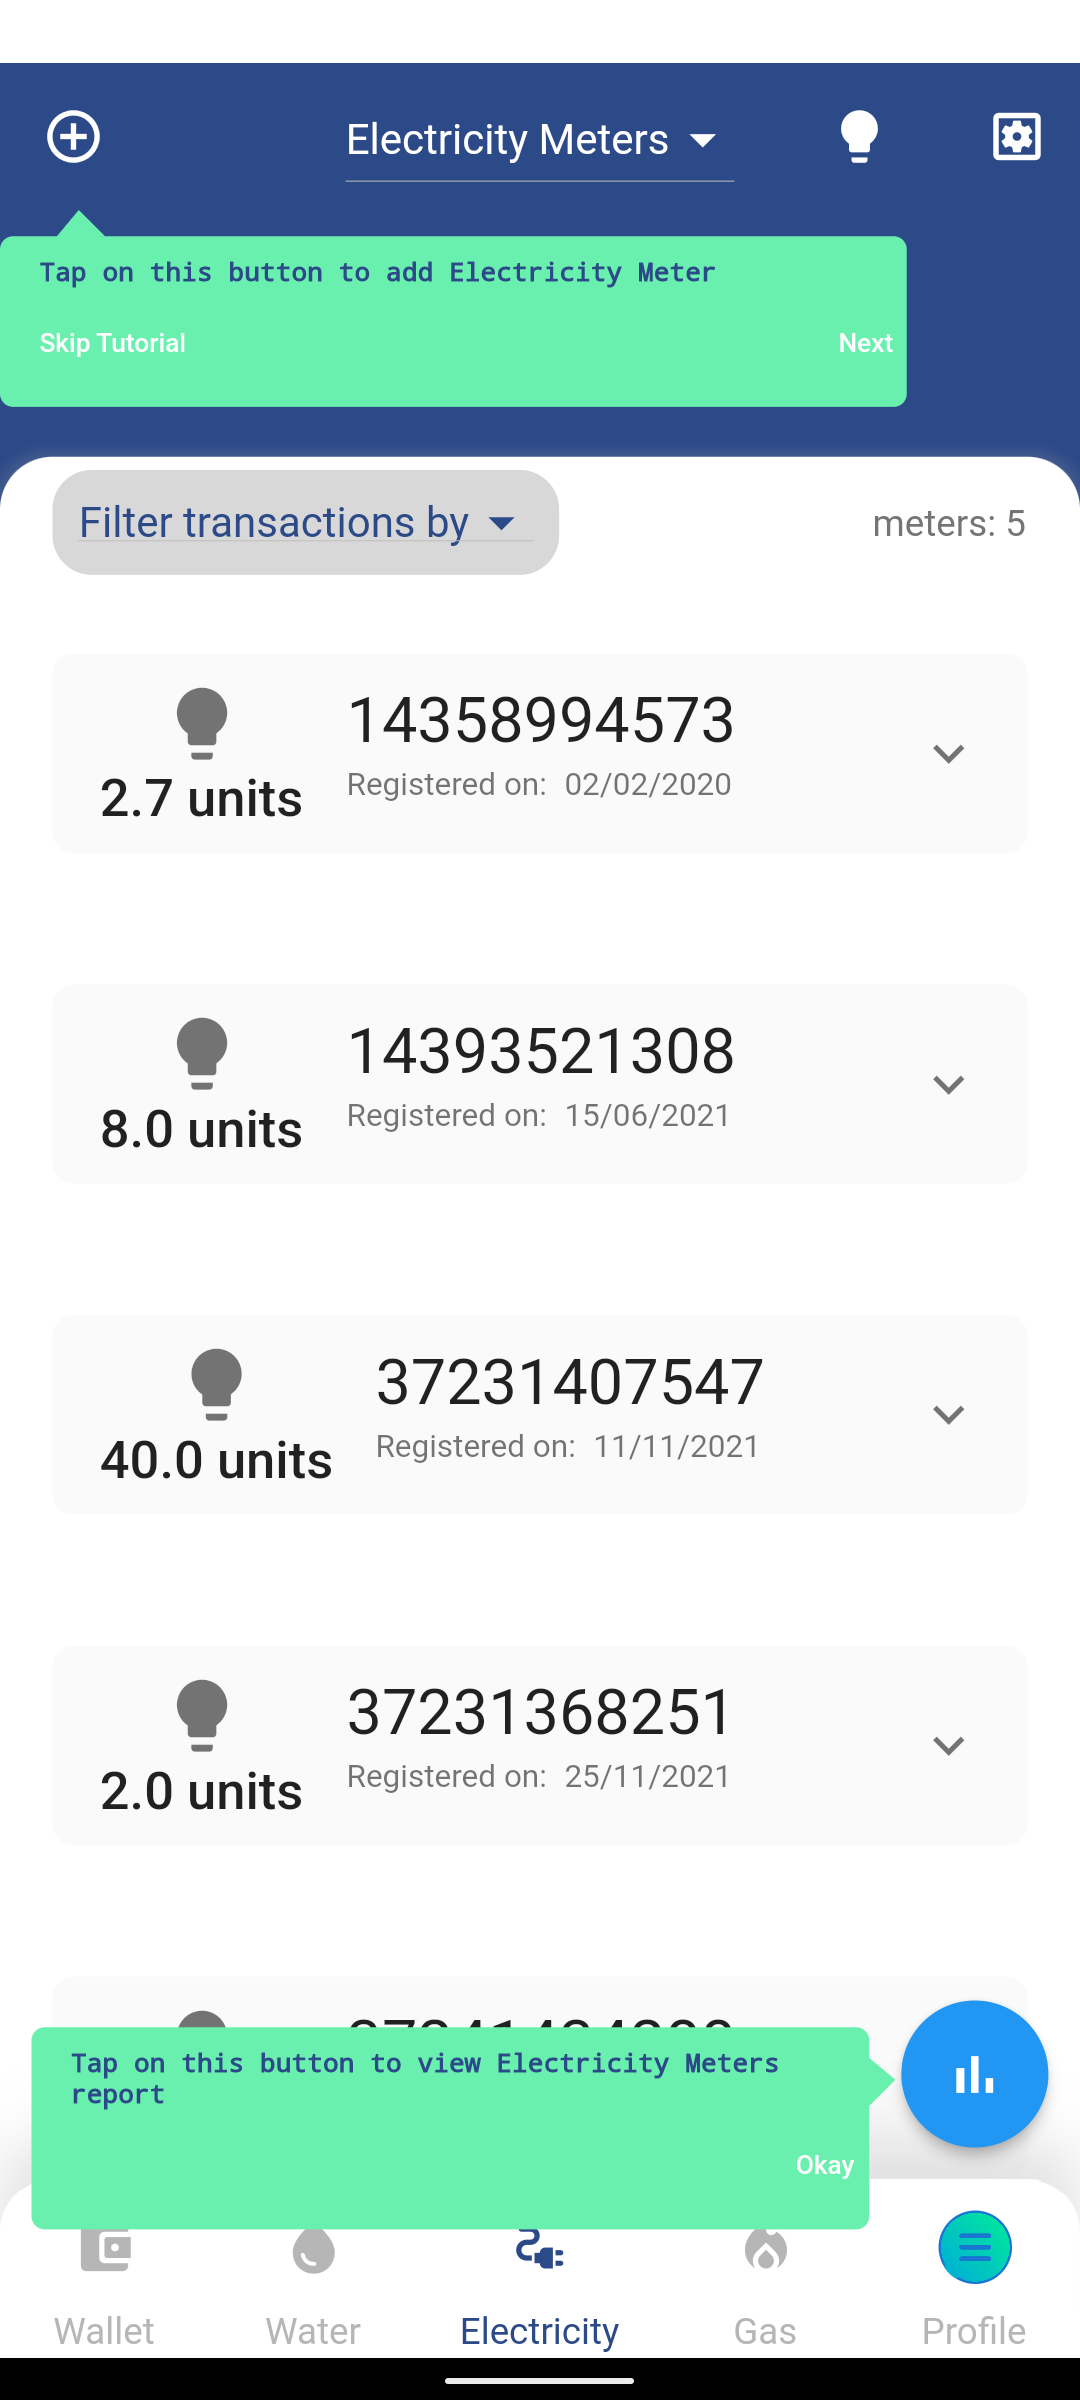 Electricity Meters
Tap on this button to add Electricity Meter
Skip Tutorial
Next
Filter transactions by
meters: 5
14358994573
2.7 units
Registered on: 02/02/2020
14393521308
8.0 units
Registered on: 15/06/2021
37231407547
40.0 units
Registered on: 11/11/2021
37231368251
2.0 units
Registered on: 25/11/2021
Tap on this button to view Electricity Meters
report
Okay
Wallet
Water
Electricity
Gas
Profile